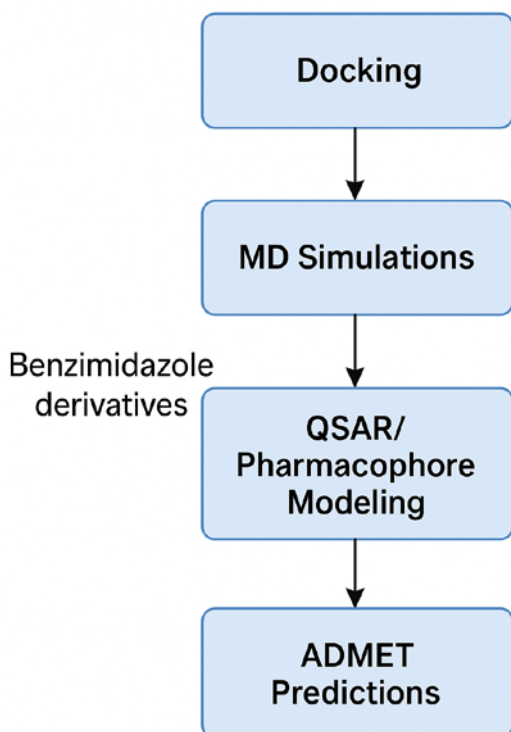 Docking
MD Simulations
Benzimidazole
derivatives
QSAR/
Pharmacophore
Modeling
ADMET
Predictions